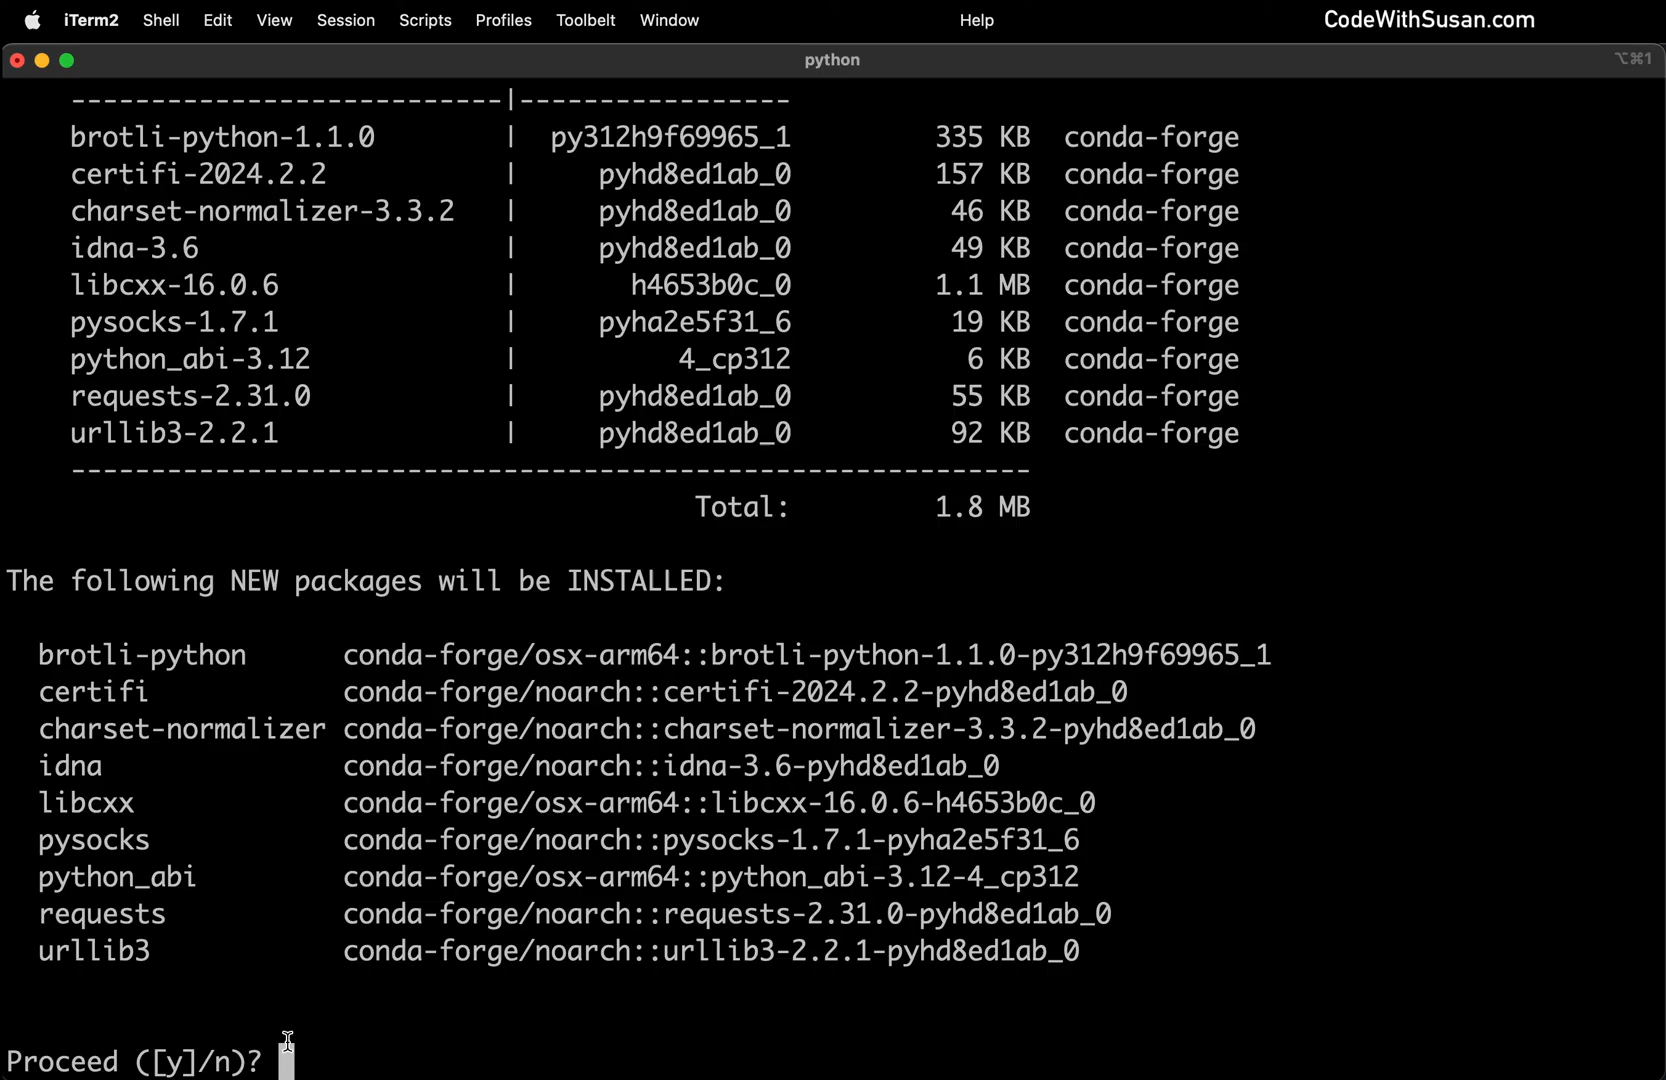 iTerm2 Shell Edit View Session Scripts Profiles Toolbelt Window Help CodeWithSusan.com
python ⌥⌘1
---------------------------|-----------------
brotli-python-1.1.0 | py312h9f69965_1 335 KB conda-forge
certifi-2024.2.2 | pyhd8ed1ab_0 157 KB conda-forge
charset-normalizer-3.3.2 | pyhd8ed1ab_0 46 KB conda-forge
idna-3.6 | pyhd8ed1ab_0 49 KB conda-forge
libcxx-16.0.6 | h4653b0c_0 1.1 MB conda-forge
pysocks-1.7.1 | pyha2e5f31_6 19 KB conda-forge
python_abi-3.12 | 4_cp312 6 KB conda-forge
requests-2.31.0 | pyhd8ed1ab_0 55 KB conda-forge
urllib3-2.2.1 | pyhd8ed1ab_0 92 KB conda-forge
------------------------------------------------------------
Total: 1.8 MB
The following NEW packages will be INSTALLED:
brotli-python conda-forge/osx-arm64::brotli-python-1.1.0-py312h9f69965_1
certifi conda-forge/noarch::certifi-2024.2.2-pyhd8ed1ab_0
charset-normalizer conda-forge/noarch::charset-normalizer-3.3.2-pyhd8ed1ab_0
idna conda-forge/noarch::idna-3.6-pyhd8ed1ab_0
libcxx conda-forge/osx-arm64::libcxx-16.0.6-h4653b0c_0
pysocks conda-forge/noarch::pysocks-1.7.1-pyha2e5f31_6
python_abi conda-forge/osx-arm64::python_abi-3.12-4_cp312
requests conda-forge/noarch::requests-2.31.0-pyhd8ed1ab_0
urllib3 conda-forge/noarch::urllib3-2.2.1-pyhd8ed1ab_0
Proceed ([y]/n)?